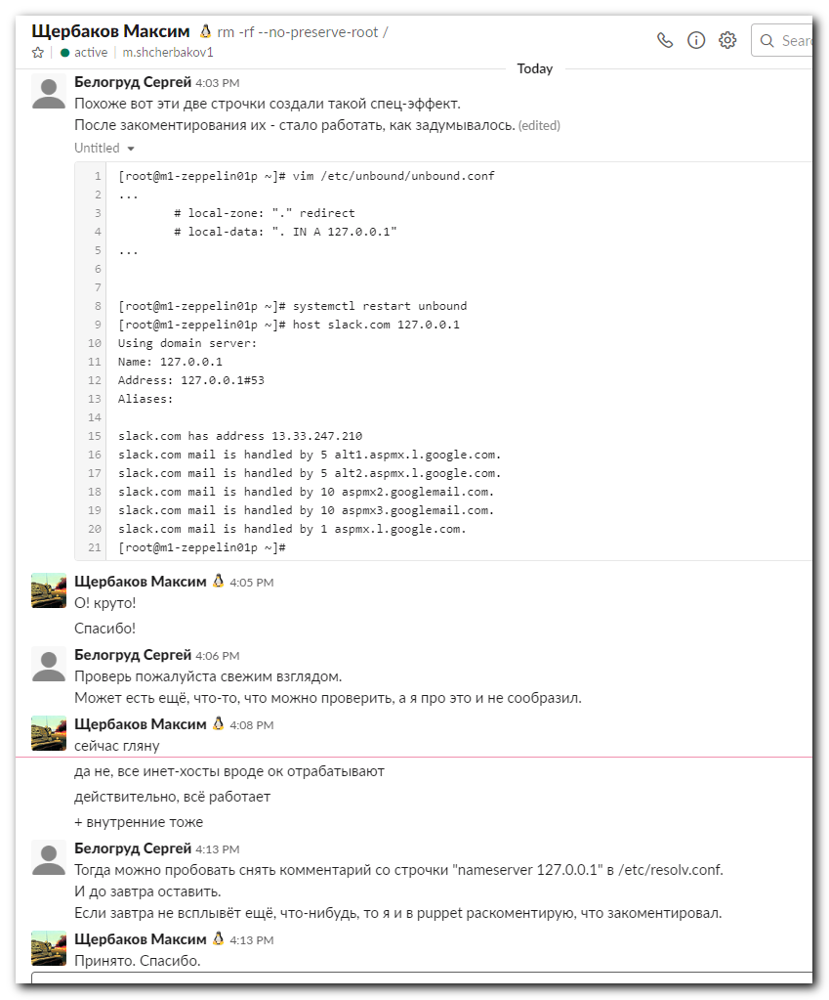 Щербаков Максим rm -rf --no-preserve-root /
active m.shcherbakov1
Sear
Today
Белогруд Сергей 4:03 PM
Похоже вот эти две строчки создали такой спец-эффект.
После закоментирования их - стало работать, как задумывалось. (edited)
Untitled
1 [root@m1-zeppelin01p ~]# vim /etc/unbound/unbound.conf
2 ...
3 # local-zone: "." redirect
4 # local-data: ". IN A 127.0.0.1"
5 ...
6
7
8 [root@m1-zeppelin01p ~]# systemctl restart unbound
9 [root@m1-zeppelin01p ~]# host slack.com 127.0.0.1
10 Using domain server:
11 Name: 127.0.0.1
12 Address: 127.0.0.1#53
13 Aliases:
14
15 slack.com has address 13.33.247.210
16 slack.com mail is handled by 5 alt1.aspmx.l.google.com.
17 slack.com mail is handled by 5 alt2.aspmx.l.google.com.
18 slack.com mail is handled by 10 aspmx2.googlemail.com.
19 slack.com mail is handled by 10 aspmx3.googlemail.com.
20 slack.com mail is handled by 1 aspmx.l.google.com.
21 [root@m1-zeppelin01p ~]#
Щербаков Максим 4:05 PM
О! круто!
Спасибо!
Белогруд Сергей 4:06 PM
Проверь пожалуйста свежим взглядом.
Может есть ещё, что-то, что можно проверить, а я про это и не сообразил.
Щербаков Максим 4:08 PM
сейчас гляну
да не, все инет-хосты вроде ок отрабатывают
действительно, всё работает
+ внутренние тоже
Белогруд Сергей 4:13 PM
Тогда можно пробовать снять комментарий со строчки "nameserver 127.0.0.1" в /etc/resolv.conf.
И до завтра оставить.
Если завтра не всплывёт ещё, что-нибудь, то я и в puppet раскоментирую, что закоментировал.
Щербаков Максим 4:13 PM
Принято. Спасибо.